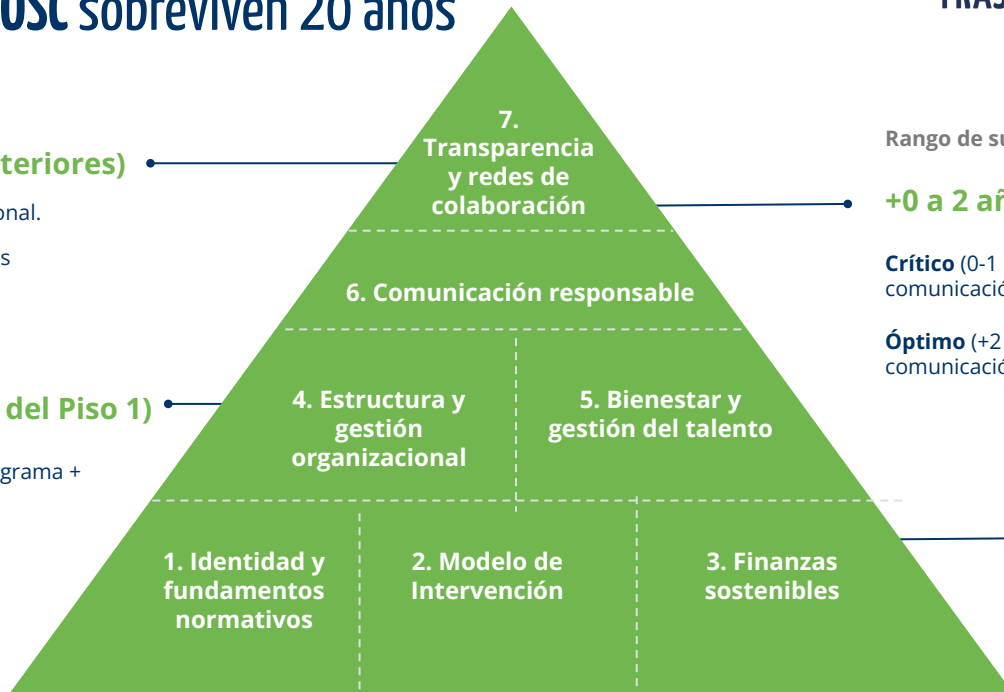 OSC sobreviven 20 años
teriores)
onal.
s
del Piso 1)
grama +
7.
Transparencia
y redes de
colaboración
6. Comunicación responsable
4. Estructura y
gestión
organizacional
5. Bienestar y
gestión del talento
1. Identidad y
fundamentos
normativos
2. Modelo de
Intervención
3. Finanzas
sostenibles
Rango de su
+0 a 2 añ
Crítico (0-1
comunicació
Óptimo (+2
comunicació